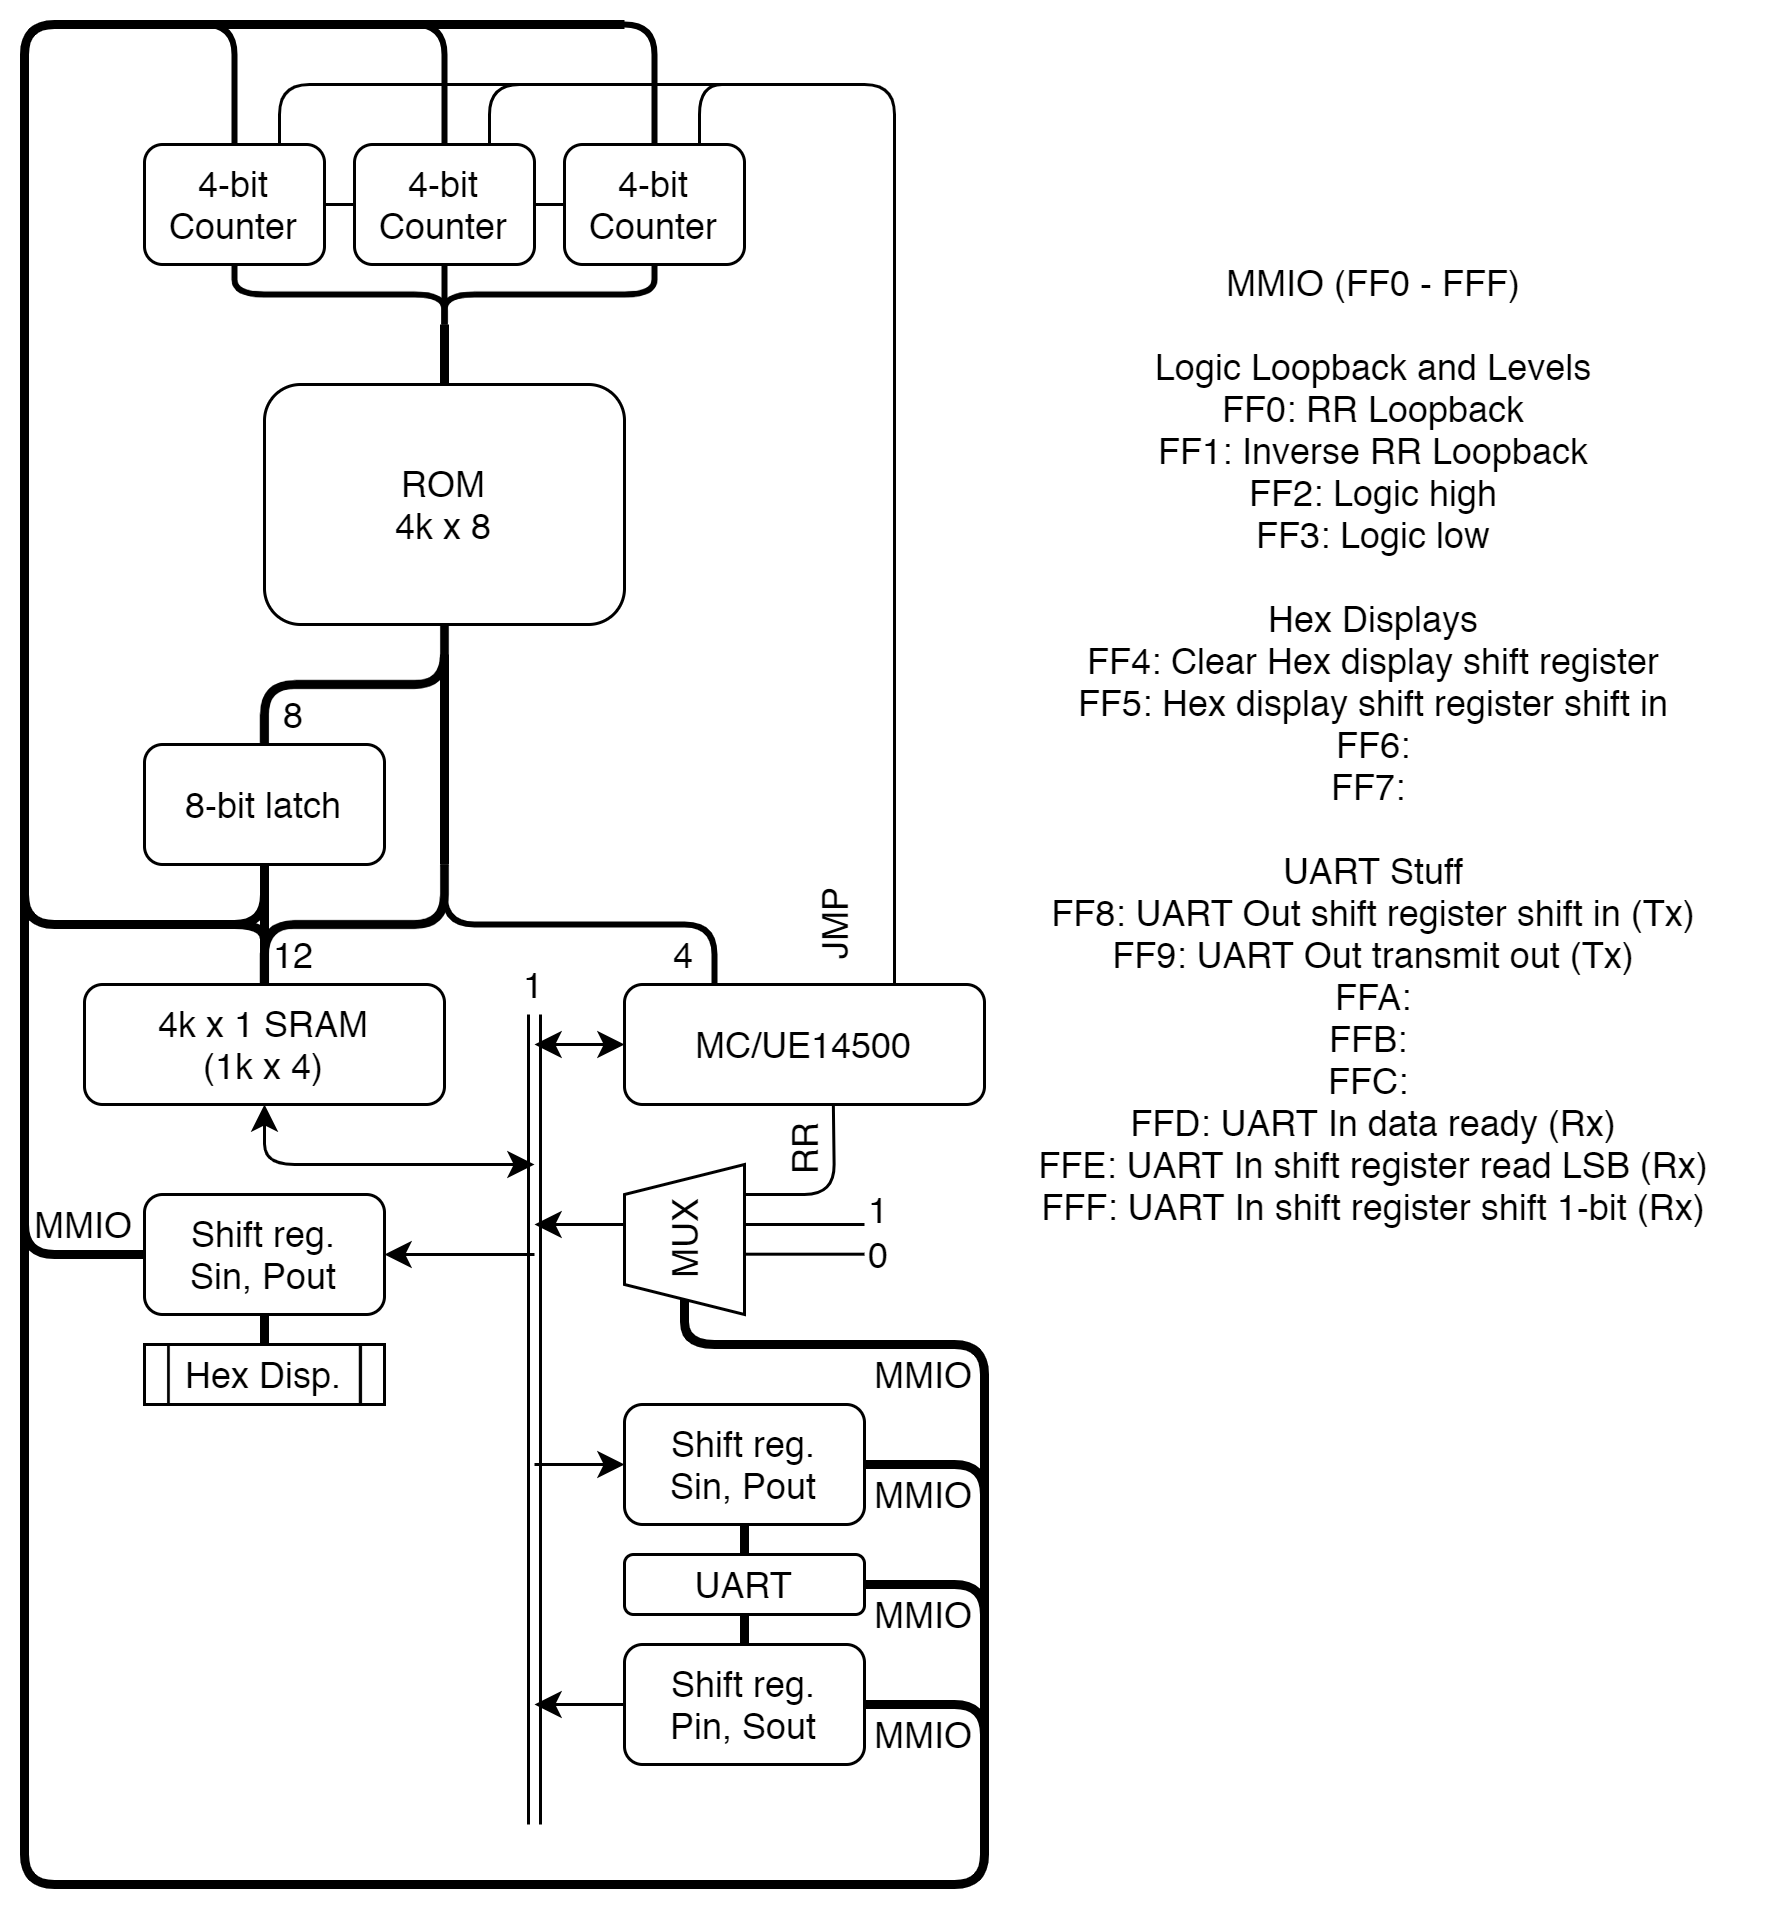 4-bit
Counter
4-bit
Counter
4-bit
Counter
ROM
4k x 8
8
8-bit latch
12
4
JMP
1
4k x 1 SRAM
(1k x 4)
MC/UE14500
RR
MMIO
Shift reg.
Sin, Pout
MUX
1
0
Hex Disp.
MMIO
Shift reg.
Sin, Pout
MMIO
UART
MMIO
Shift reg.
Pin, Sout
MMIO
MMIO (FF0 - FFF)
Logic Loopback and Levels
FF0: RR Loopback
FF1: Inverse RR Loopback
FF2: Logic high
FF3: Logic low
Hex Displays
FF4: Clear Hex display shift register
FF5: Hex display shift register shift in
FF6:
FF7:
UART Stuff
FF8: UART Out shift register shift in (Tx)
FF9: UART Out transmit out (Tx)
FFA:
FFB:
FFC:
FFD: UART In data ready (Rx)
FFE: UART In shift register read LSB (Rx)
FFF: UART In shift register shift 1-bit (Rx)